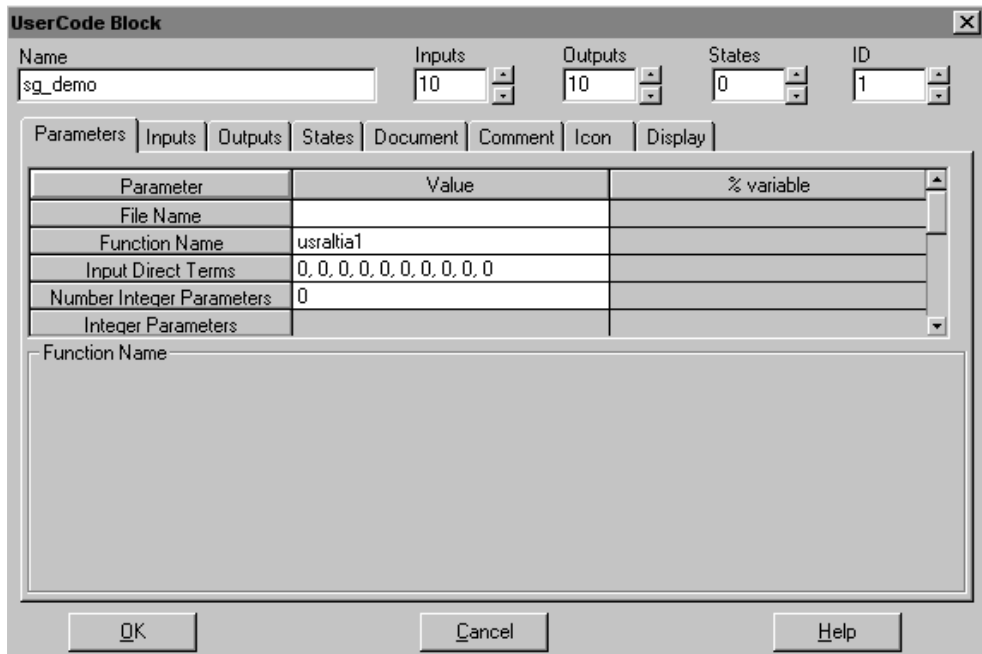 UserCode Block
Name Inputs Outputs States ID
sg_demo 10 10 0 1
Parameters Inputs Outputs States Document Comment Icon Display
Parameter Value % variable
File Name
Function Name usraltia1
Input Direct Terms 0, 0, 0, 0, 0, 0, 0, 0, 0, 0
Number Integer Parameters 0
Integer Parameters
Function Name
OK Cancel Help